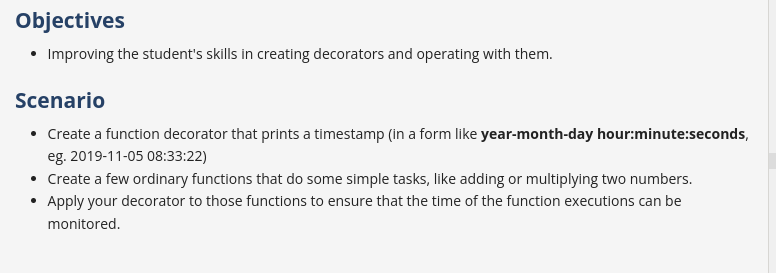 Objectives
• Improving the student's skills in creating decorators and operating with them.
Scenario
• Create a function decorator that prints a timestamp (in a form like year-month-day hour:minute:seconds,
eg. 2019-11-05 08:33:22)
• Create a few ordinary functions that do some simple tasks, like adding or multiplying two numbers.
• Apply your decorator to those functions to ensure that the time of the function executions can be
monitored.